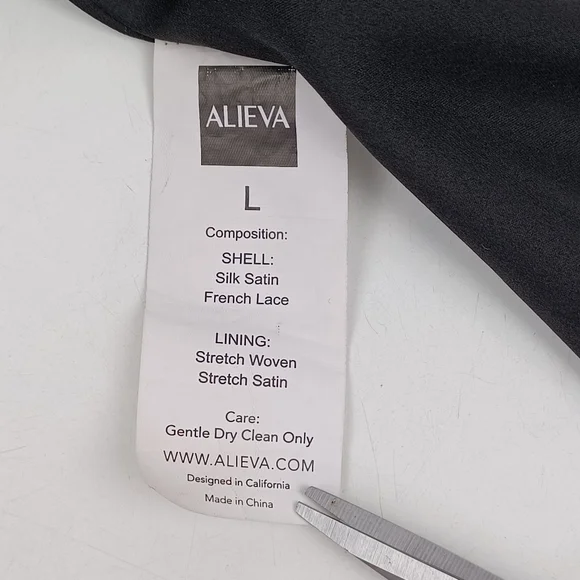 ALIEVA
L
Composition:
SHELL:
Silk Satin
French Lace
LINING:
Stretch Woven
Stretch Satin
Care:
Gentle Dry Clean Only
WWW.ALIEVA.COM
Designed in California
Made in China